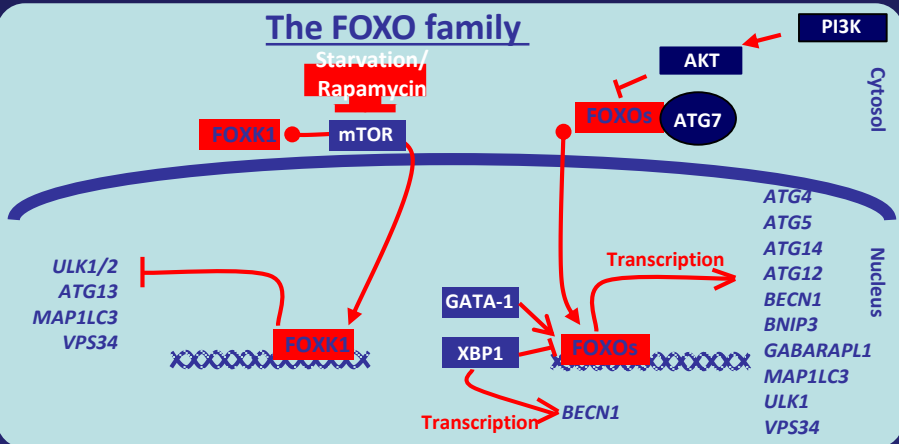 The FOXO family
PI3K
AKT
Cytosol
Starvation/
Rapamycin
FOXK1
mTOR
FOXOs
ATG7
ULK1/2
ATG13
MAP1LC3
VPS34
FOXK1
GATA-1
XBP1
FOXOs
Transcription
Transcription
BECN1
ATG4
ATG5
ATG14
ATG12
BECN1
BNIP3
GABARAPL1
MAP1LC3
ULK1
VPS34
Nucleus